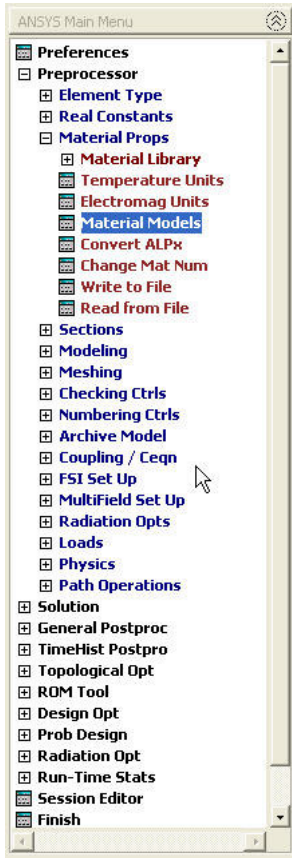 ANSYS Main Menu
Preferences
Preprocessor
Element Type
Real Constants
Material Props
Material Library
Temperature Units
Electromag Units
Material Models
Convert ALPx
Change Mat Num
Write to File
Read from File
Sections
Modeling
Meshing
Checking Ctrls
Numbering Ctrls
Archive Model
Coupling / Ceqn
FSI Set Up
MultiField Set Up
Radiation Opts
Loads
Physics
Path Operations
Solution
General Postproc
TimeHist Postpro
Topological Opt
ROM Tool
Design Opt
Prob Design
Radiation Opt
Run-Time Stats
Session Editor
Finish